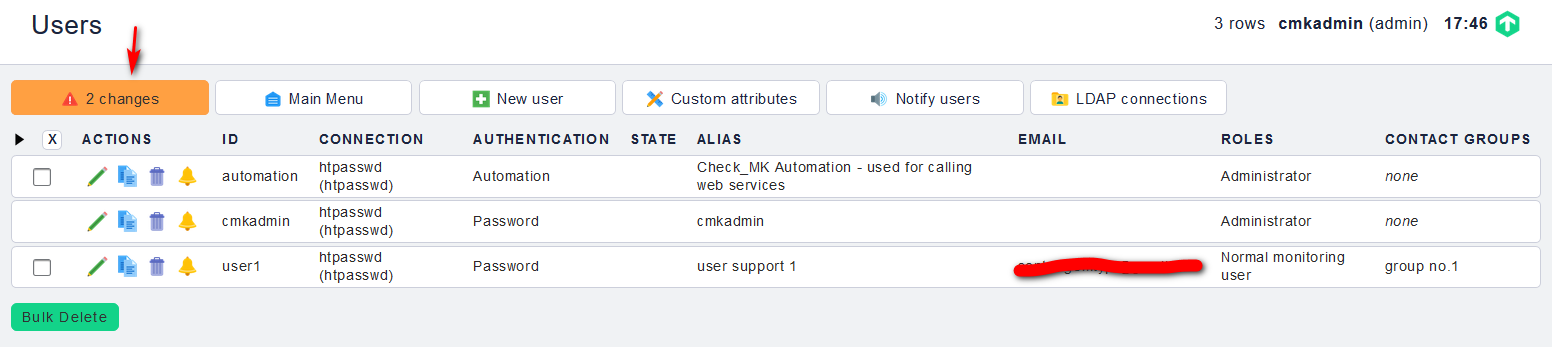 Users
3 rows cmkadmin (admin) 17:46
2 changes
Main Menu
New user
Custom attributes
Notify users
LDAP connections
X ACTIONS ID CONNECTION AUTHENTICATION STATE ALIAS EMAIL ROLES CONTACT GROUPS
automation htpasswd (htpasswd) Automation Check_MK Automation - used for calling web services Administrator none
cmkadmin htpasswd (htpasswd) Password cmkadmin Administrator none
user1 htpasswd (htpasswd) Password user support 1 Normal monitoring user group no.1
Bulk Delete